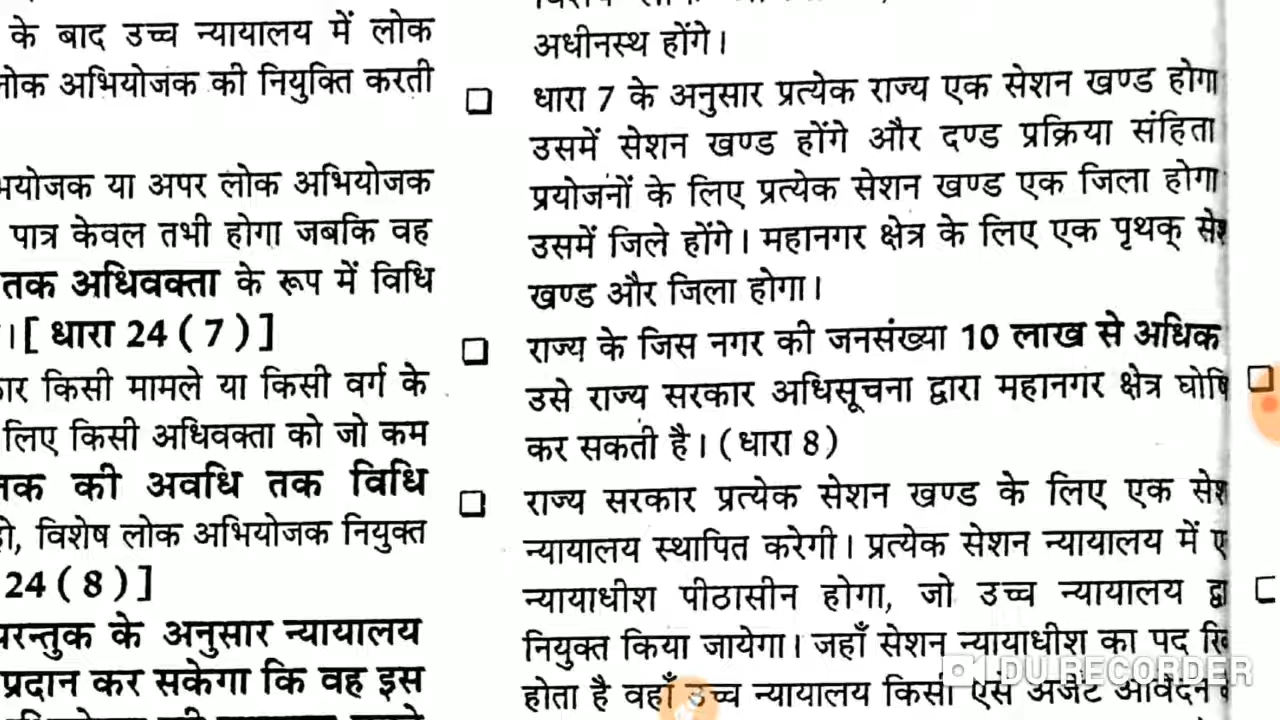 के बाद उच्च न्यायालय में लोक
लोक अभियोजक की नियुक्ति करती
या अपर लोक अभियोजक
पात्र केवल तभी होगा जबकि वह
तक अधिवक्ता के रूप में विधि
। [ धारा 24 ( 7 ) ]
किसी मामले या किसी वर्ग के
लिए किसी अधिवक्ता को जो कम
की अवधि तक विधि
हो, विशेष लोक अभियोजक नियुक्त
24 ( 8 ) ]
परन्तुक के अनुसार न्यायालय
प्रदान कर सकेगा कि वह इस
अधीनस्थ होंगे।
धारा 7 के अनुसार प्रत्येक राज्य एक सेशन खण्ड होगा
उसमें सेशन खण्ड होंगे और दण्ड प्रक्रिया संहिता
प्रयोजनों के लिए प्रत्येक सेशन खण्ड एक जिला होगा
उसमें जिले होंगे। महानगर क्षेत्र के लिए एक पृथक्
खण्ड और जिला होगा।
राज्य के जिस नगर की जनसंख्या 10 लाख से अधिक
उसे राज्य सरकार अधिसूचना द्वारा महानगर क्षेत्र
कर सकती है। (धारा 8)
राज्य सरकार प्रत्येक सेशन खण्ड के लिए एक
न्यायालय स्थापित करेगी। प्रत्येक सेशन न्यायालय में
न्यायाधीश पीठासीन होगा, जो उच्च न्यायालय
नियुक्त किया जायेगा। जहाँ सेशन न्यायाधीश का पद
होता है वहाँ उच्च न्यायालय किसी ऐसे अर्जेंट आवेदन
DU RECORDER